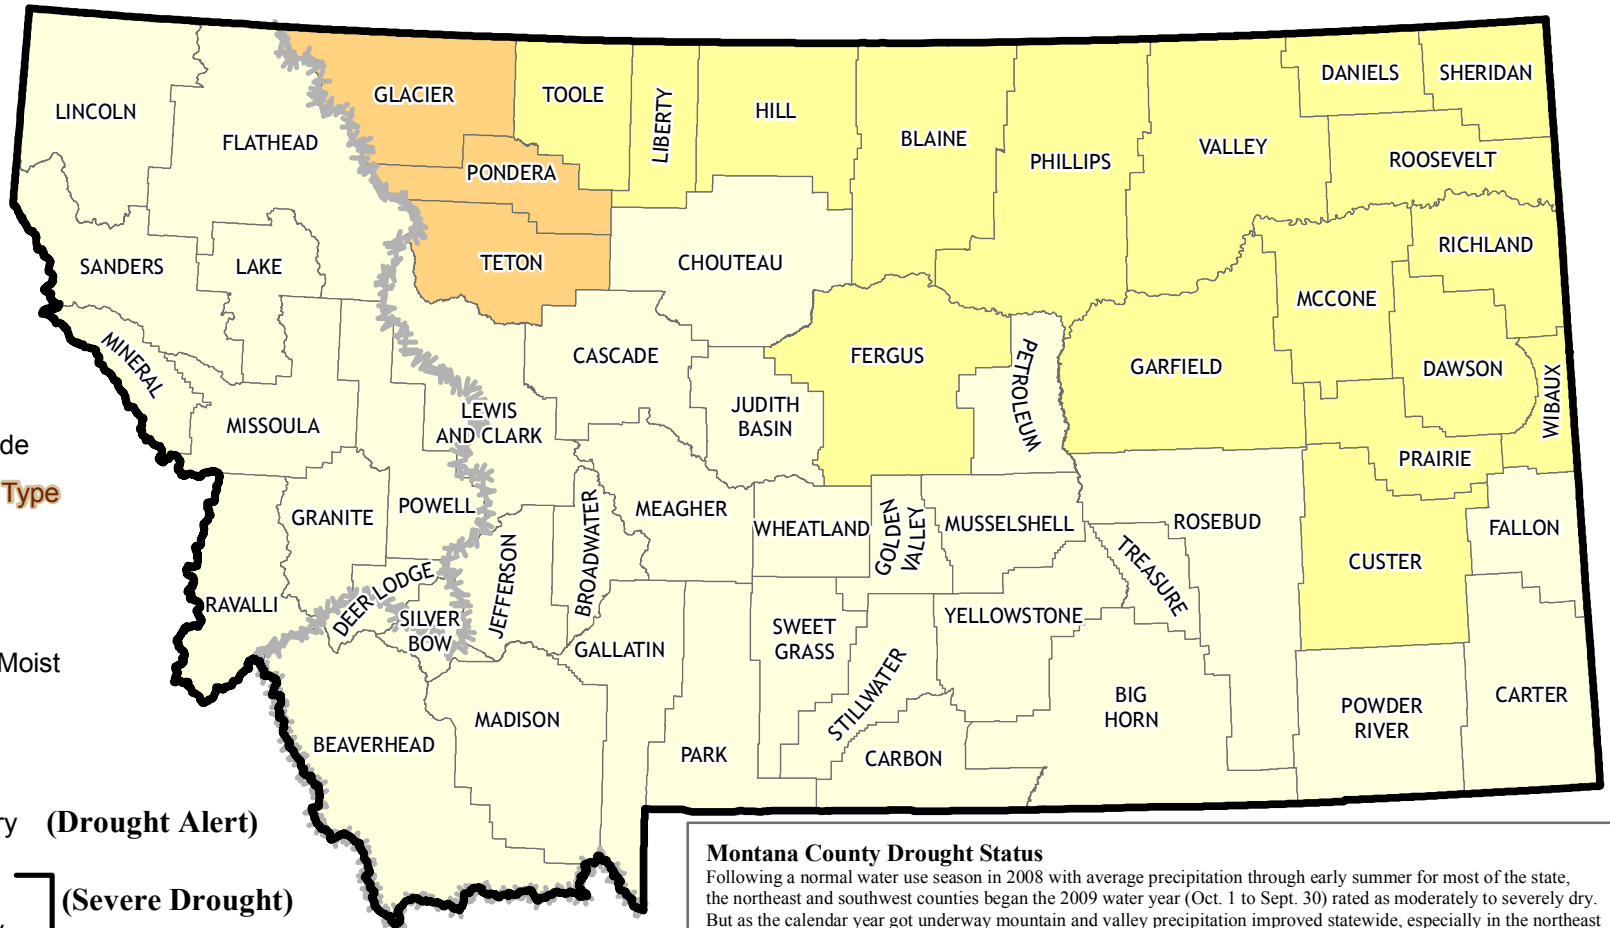 LINCOLN
FLATHEAD
GLACIER
TOOLE
LIBERTY
HILL
BLAINE
PHILLIPS
VALLEY
DANIELS
SHERIDAN
ROOSEVELT
PONDERA
TETON
CHOUTEAU
SANDERS
LAKE
RICHLAND
MCCONE
MINERAL
CASCADE
FERGUS
PETROLEUM
GARFIELD
DAWSON
WIBAUX
MISSOULA
LEWIS
AND CLARK
JUDITH
BASIN
PRAIRIE
de
Type
GRANITE
POWELL
JEFFERSON
BROADWATER
MEAGHER
WHEATLAND
GOLDEN
VALLEY
MUSSELSHELL
ROSEBUD
TREASURE
CUSTER
FALLON
RAVALLI
DEER LODGE
SILVER
BOW
GALLATIN
SWEET
GRASS
STILLWATER
YELLOWSTONE
Moist
BEAVERHEAD
MADISON
PARK
CARBON
BIG
HORN
POWDER
RIVER
CARTER
ry (Drought Alert)
(Severe Drought)
Montana County Drought Status
Following a normal water use season in 2008 with average precipitation through early summer for most of the state,
the northeast and southwest counties began the 2009 water year (Oct. 1 to Sept. 30) rated as moderately to severely dry.
But as the calendar year got underway mountain and valley precipitation improved statewide, especially in the northeast